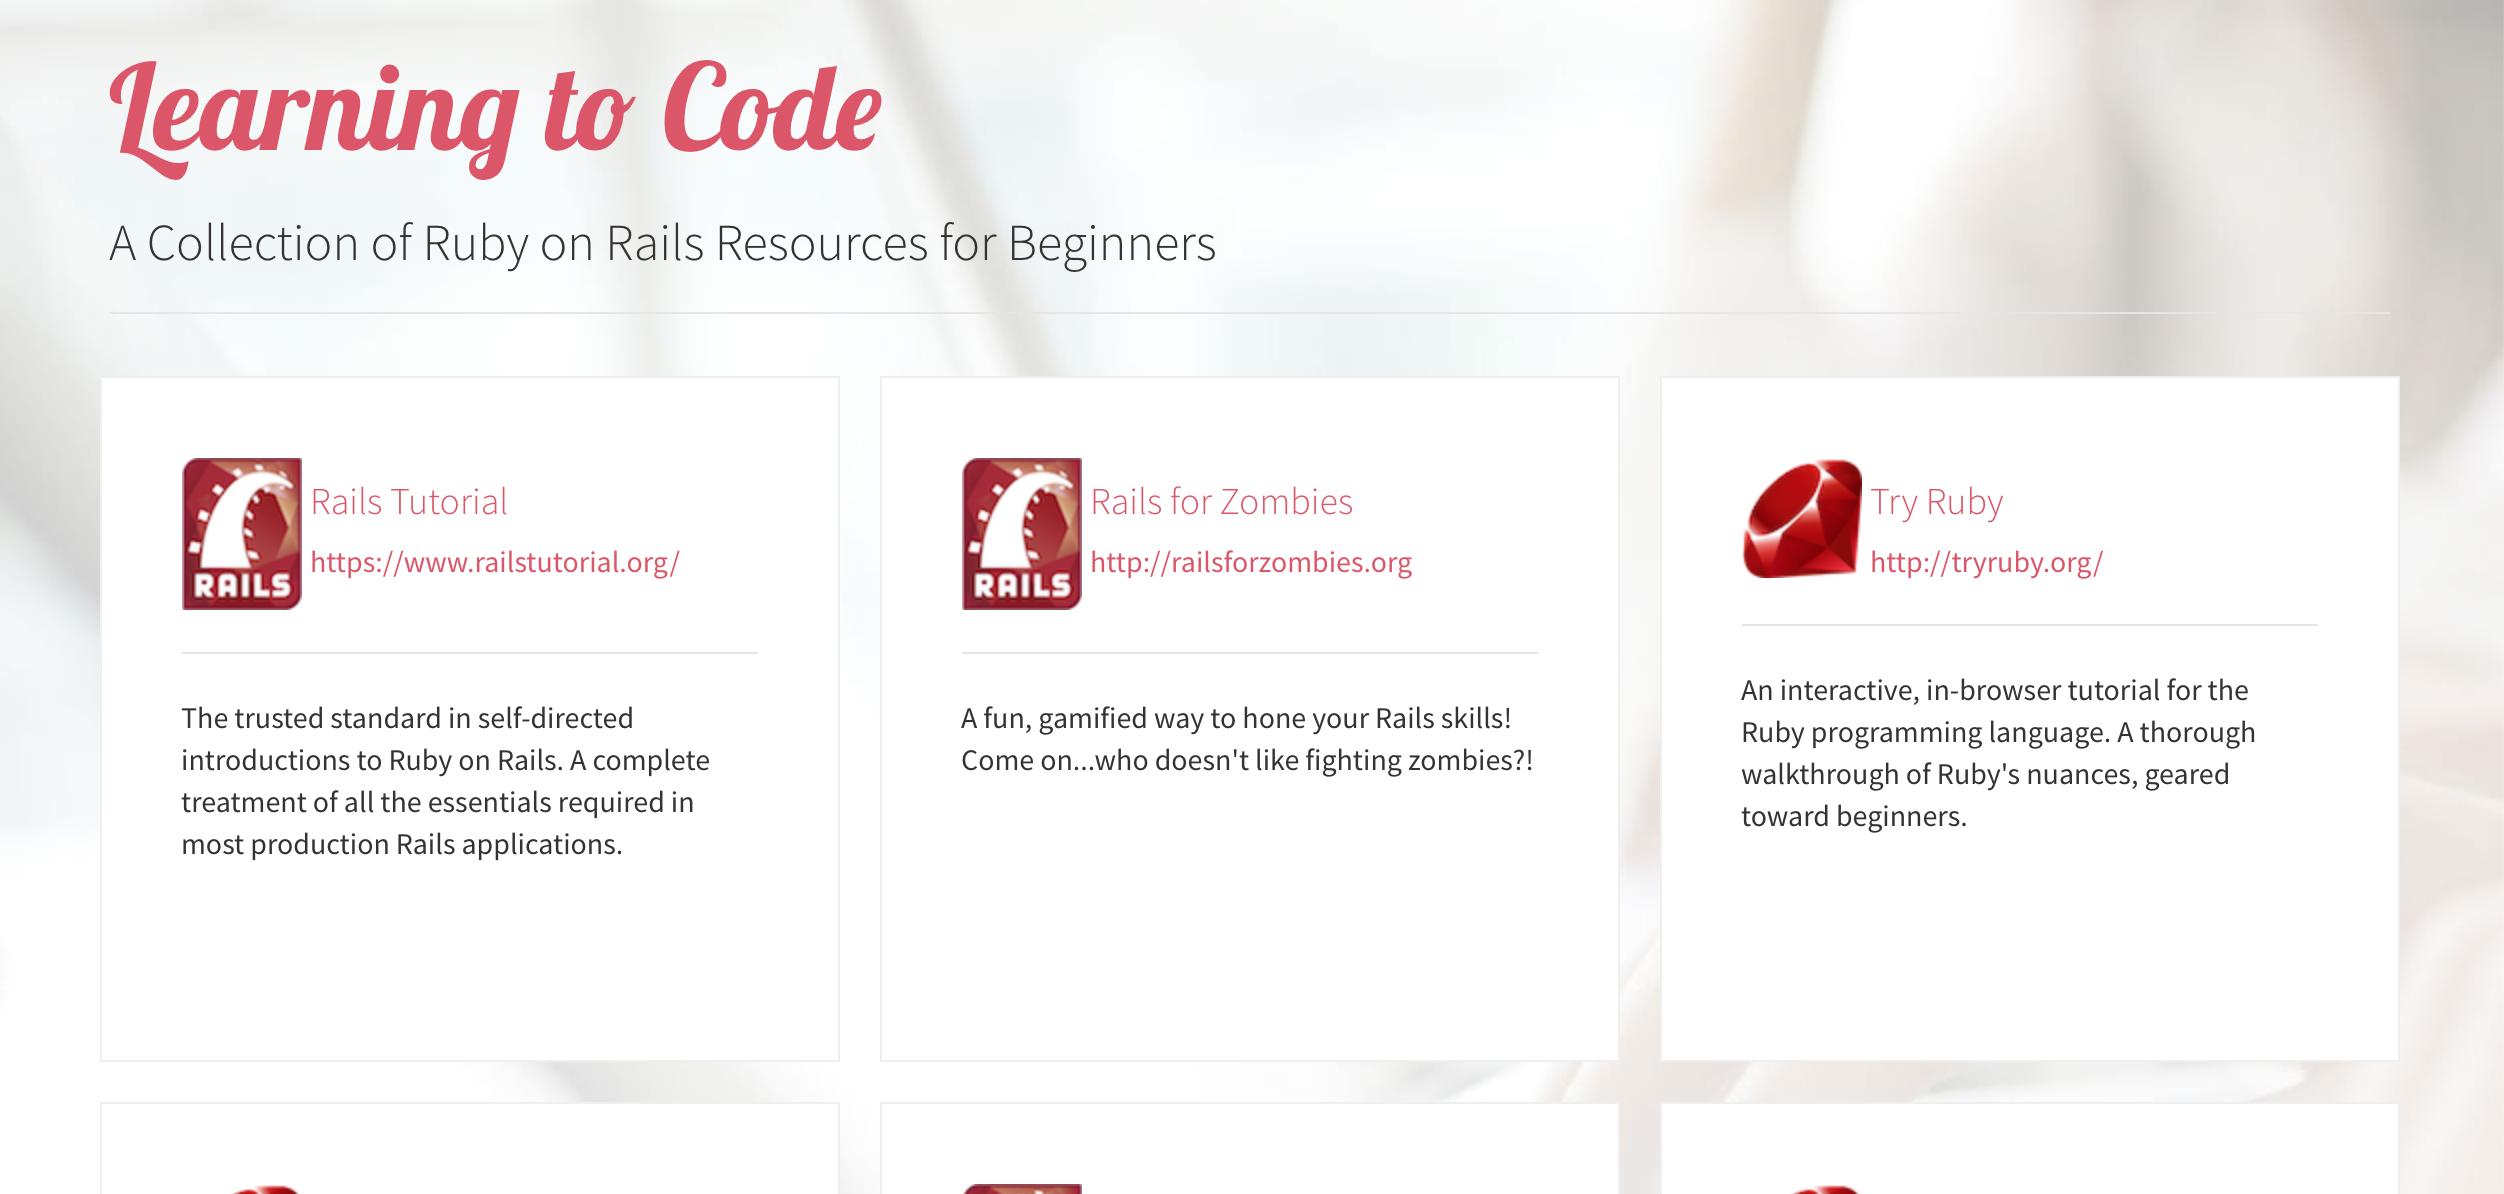 Learning to Code
A Collection of Ruby on Rails Resources for Beginners
RAILS
Rails Tutorial
https://www.railstutorial.org/
The trusted standard in self-directed
introductions to Ruby on Rails. A complete
treatment of all the essentials required in
most production Rails applications.
RAILS
Rails for Zombies
http://railsforzombies.org
A fun, gamified way to hone your Rails skills!
Come on...who doesn't like fighting zombies?!
Try Ruby
http://tryruby.org/
An interactive, in-browser tutorial for the
Ruby programming language. A thorough
walkthrough of Ruby's nuances, geared
toward beginners.